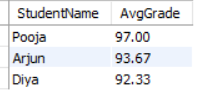 StudentName AvgGrade
Pooja 97.00
Arjun 93.67
Diya 92.33